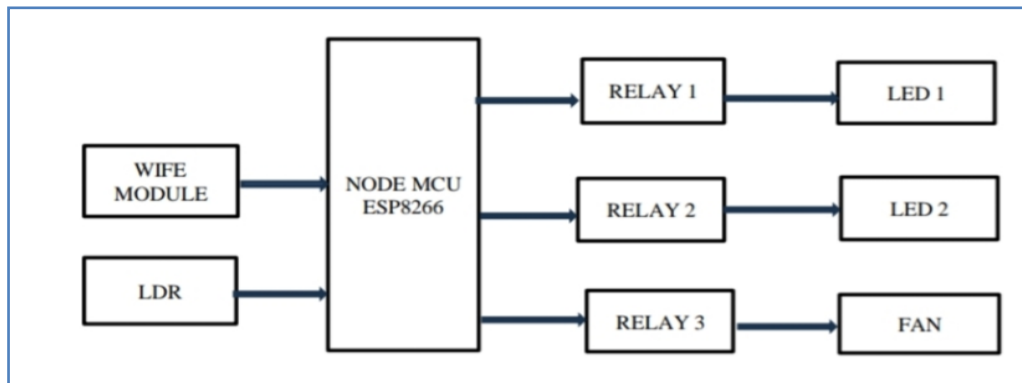 WIFE
MODULE
LDR
NODE MCU
ESP8266
RELAY 1
LED 1
RELAY 2
LED 2
RELAY 3
FAN